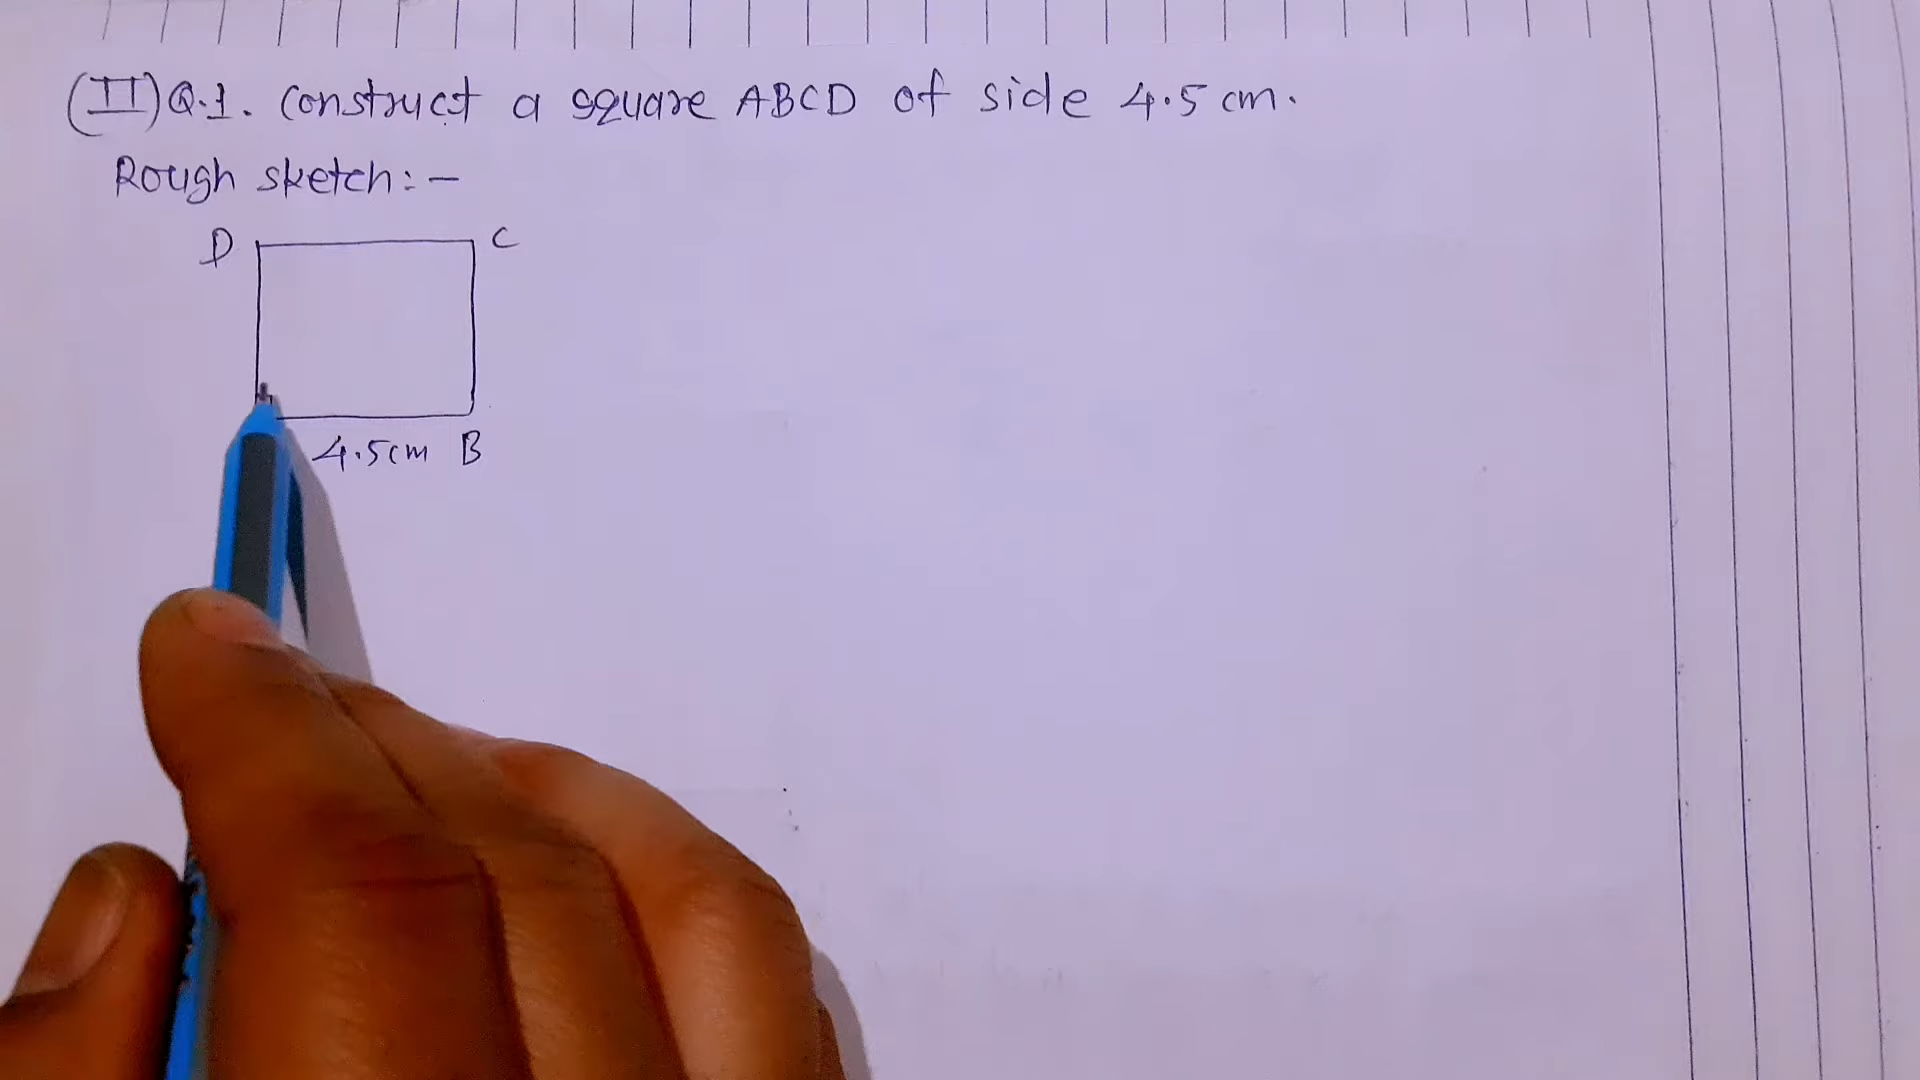 (II) Q.1. Construct a square ABCD of side 4.5 cm.
Rough sketch:-
D C
4.5cm B